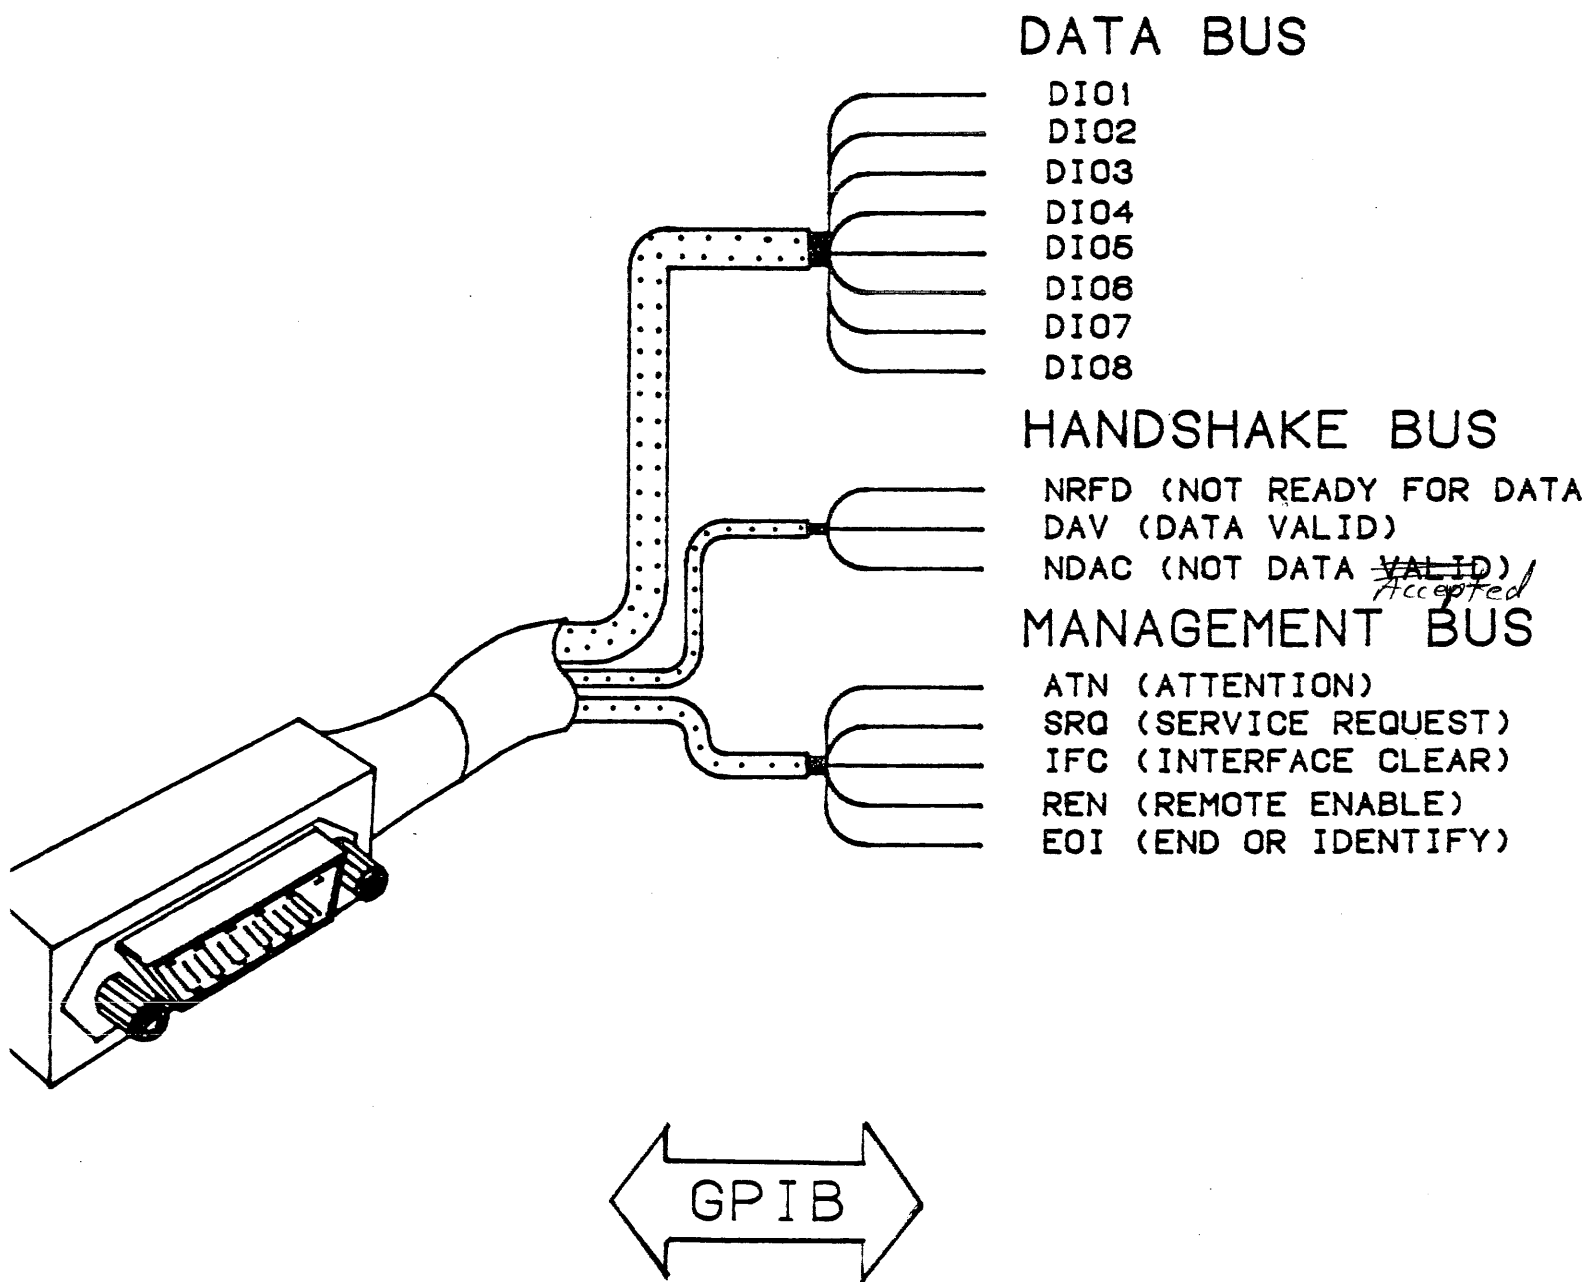 DATA BUS
DIO1
DIO2
DIO3
DIO4
DIO5
DIO6
DIO7
DIO8
HANDSHAKE BUS
NRFD (NOT READY FOR DATA
DAV (DATA VALID)
NDAC (NOT DATA VALID)
Accepted
MANAGEMENT BUS
ATN (ATTENTION)
SRQ (SERVICE REQUEST)
IFC (INTERFACE CLEAR)
REN (REMOTE ENABLE)
EOI (END OR IDENTIFY)
GPIB